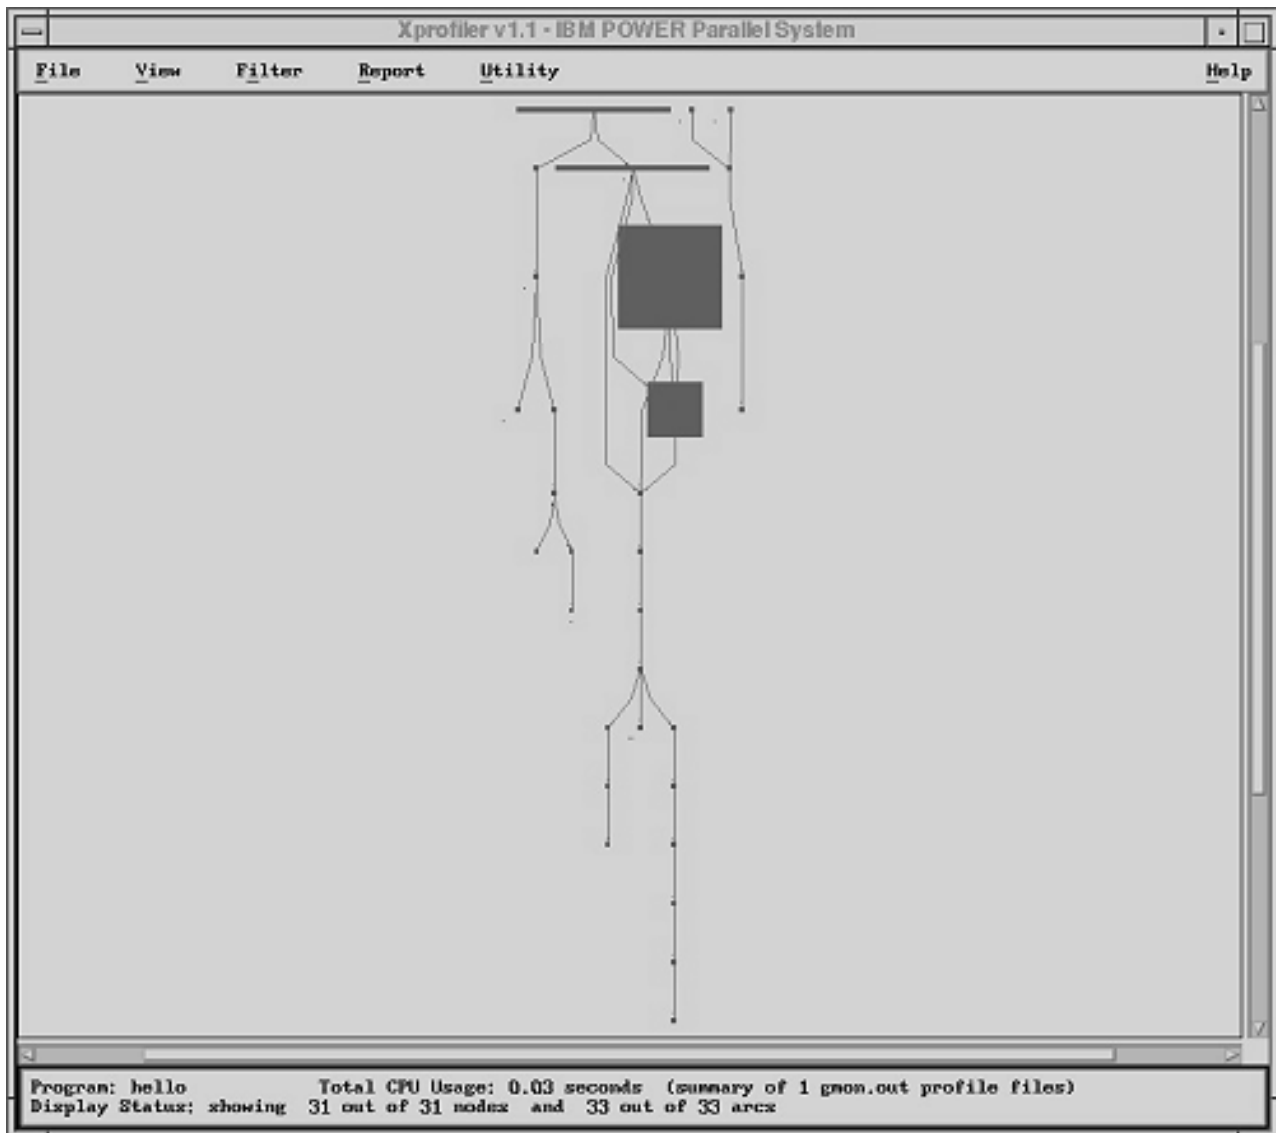 Xprofiler v1.1 - IBM POWER Parallel System
File View Filter Report Utility Help
Program: hello Total CPU Usage: 0.03 seconds (summary of 1 gmon.out profile files)
Display Status: showing 31 out of 31 nodes and 33 out of 33 arcs